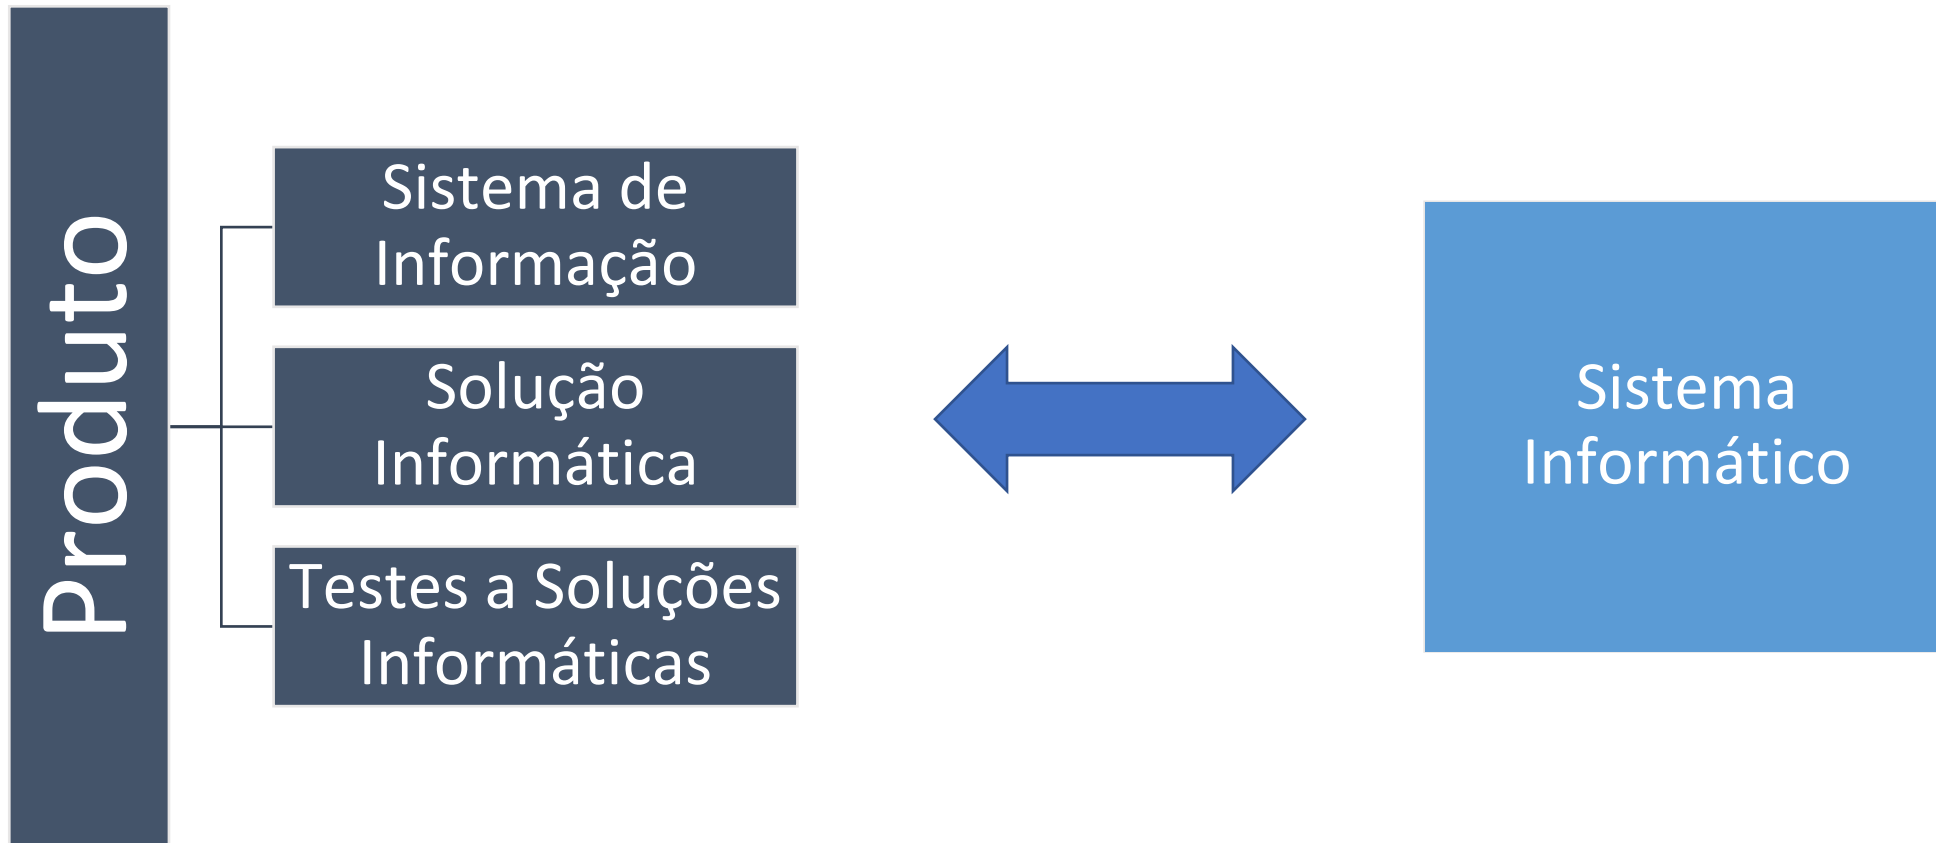 Produto
Sistema de
Informação
Solução
Informática
Testes a Soluções
Informáticas
Sistema
Informático